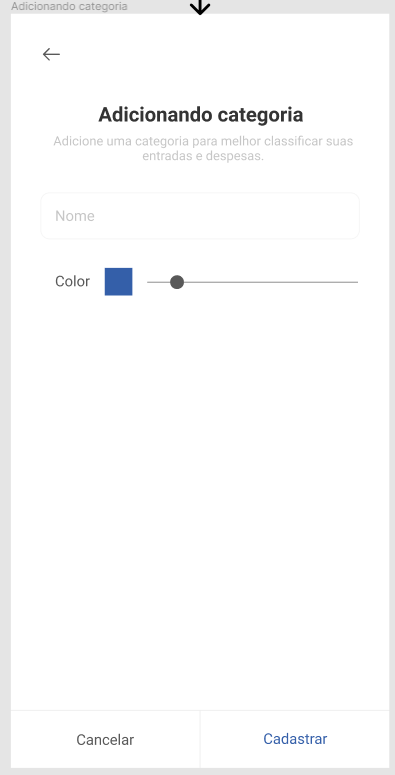 Adicionando categoria
Adicionando categoria
Adicione uma categoria para melhor classificar suas
entradas e despesas.
Nome
Color
Cancelar
Cadastrar